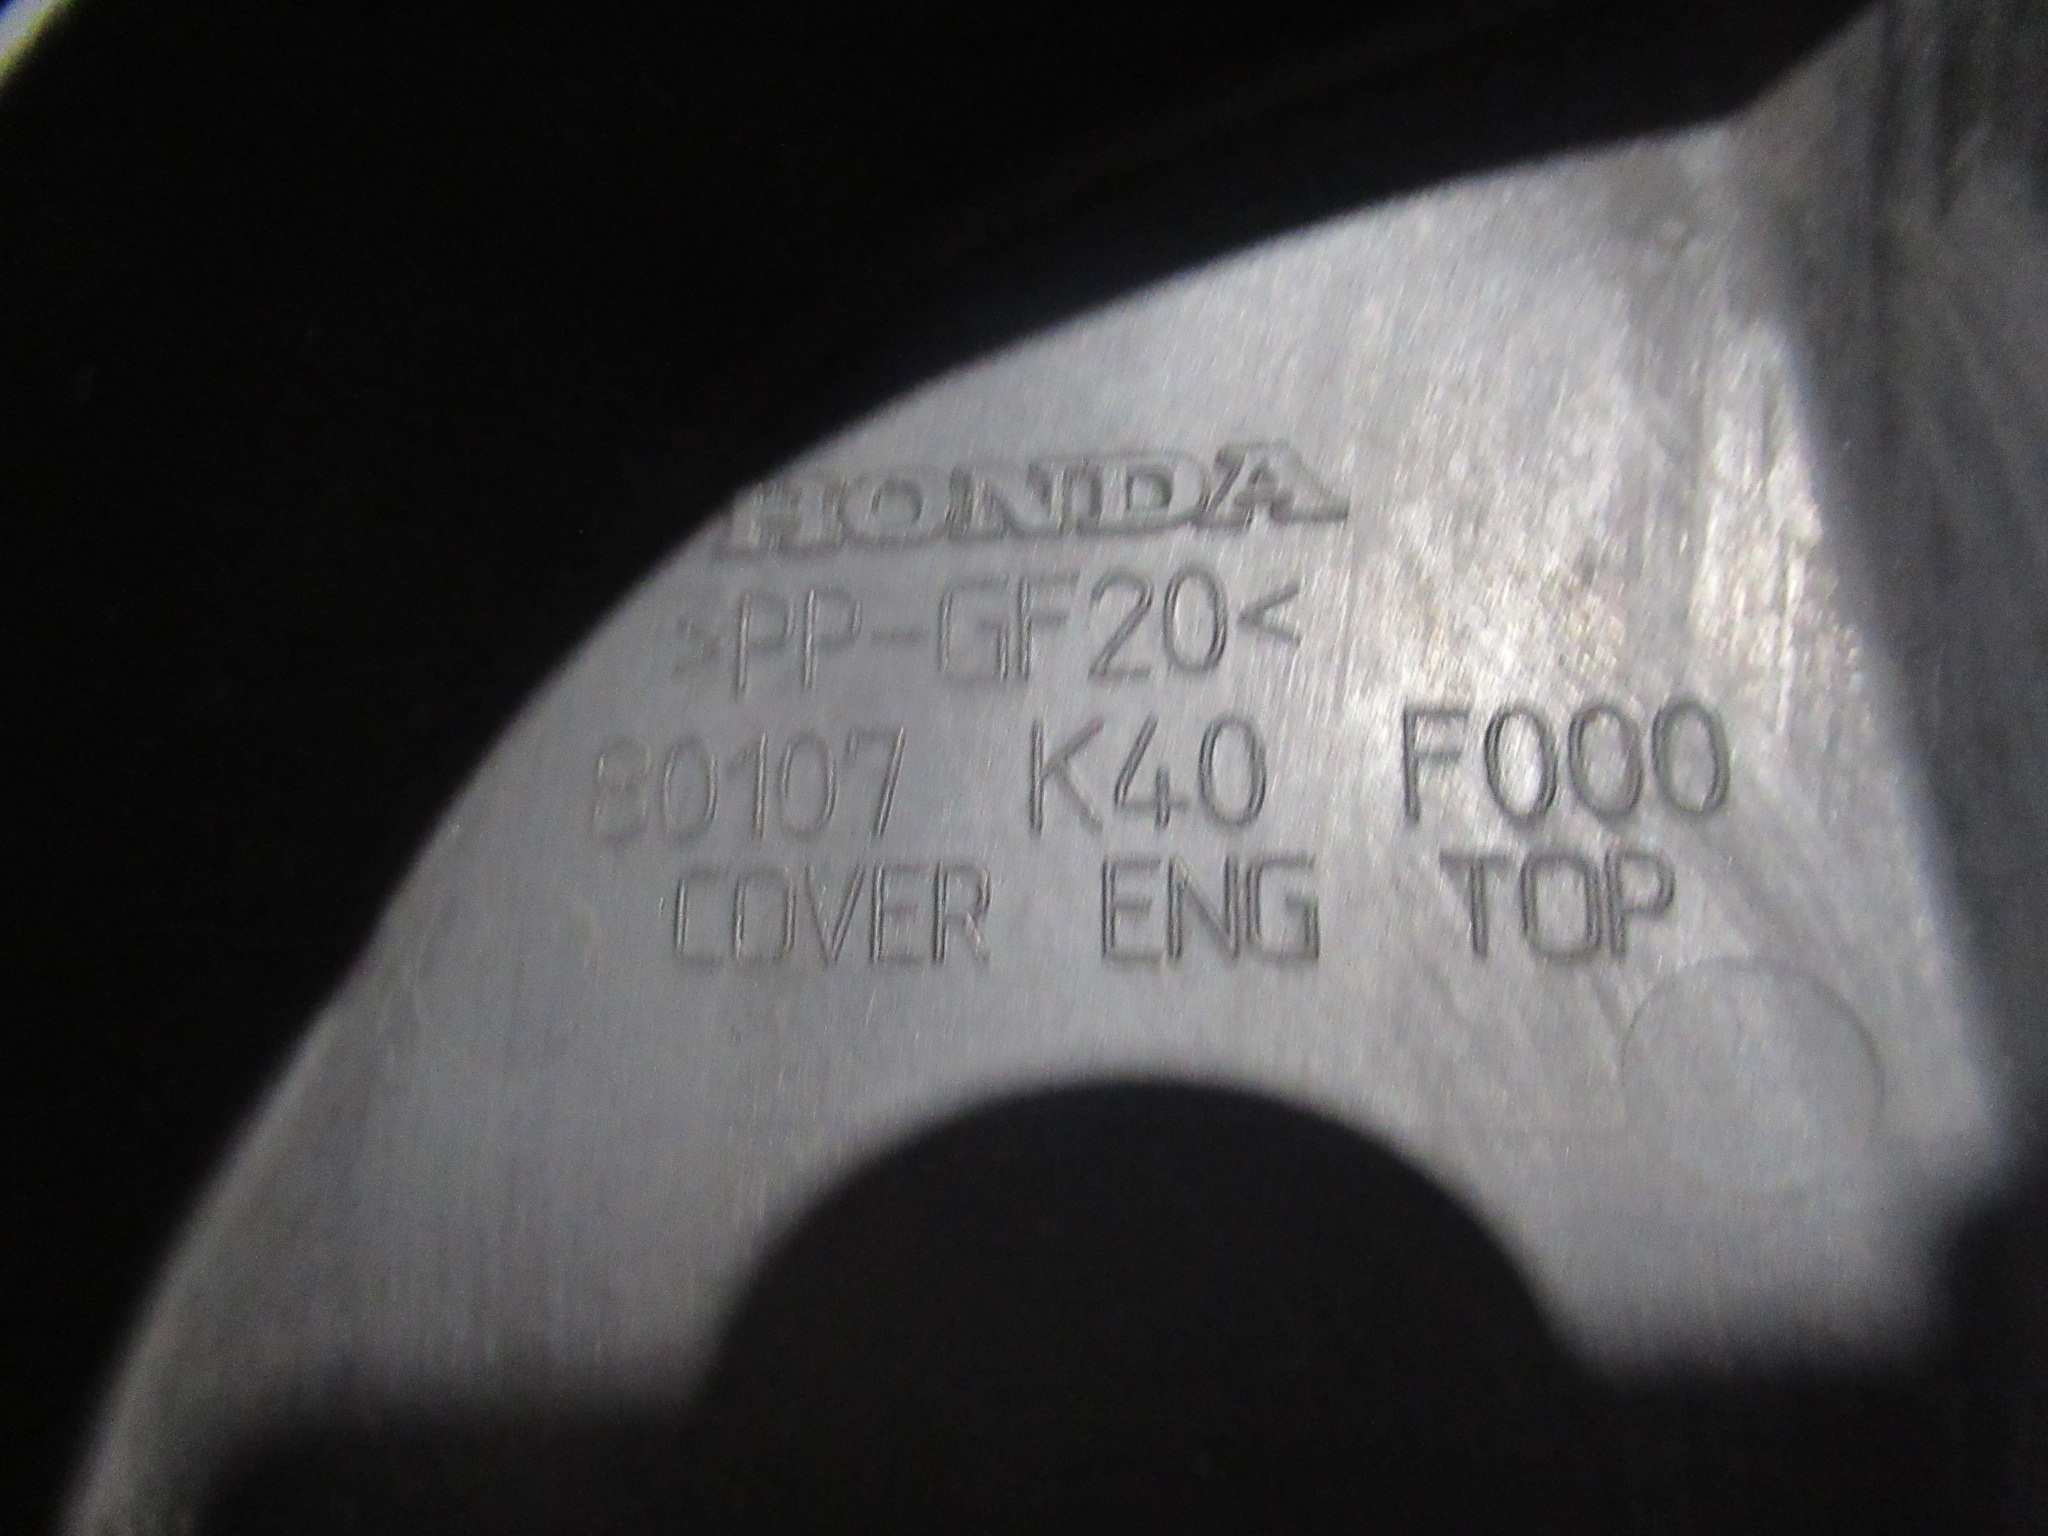 HONDA
>PP-GF20<
80107 K40 F000
COVER ENG TOP